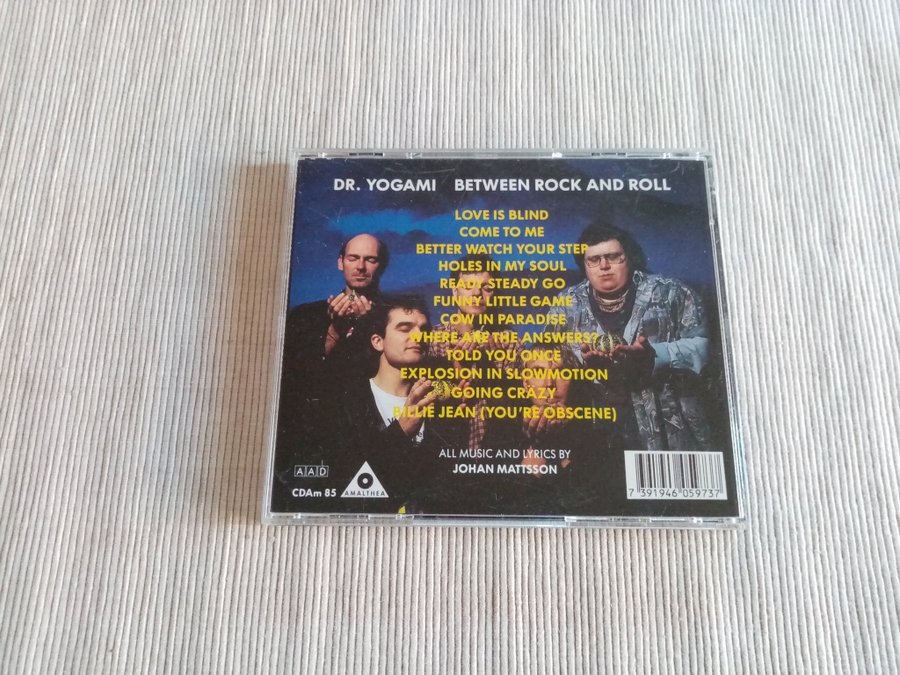 DR. YOGAMI BETWEEN ROCK AND ROLL
LOVE IS BLIND
COME TO ME
BETTER WATCH YOUR STEP
HOLES IN MY SOUL
READY STEADY GO
FUNNY LITTLE GAME
COW IN PARADISE
WHERE ARE THE ANSWERS?
TOLD YOU ONCE
EXPLOSION IN SLOWMOTION
GOING CRAZY
BILLIE JEAN (YOU'RE OBSCENE)
ALL MUSIC AND LYRICS BY
JOHAN MATTSSON
AAD
CDAm 85
AMALTHEA
7 391946 059737